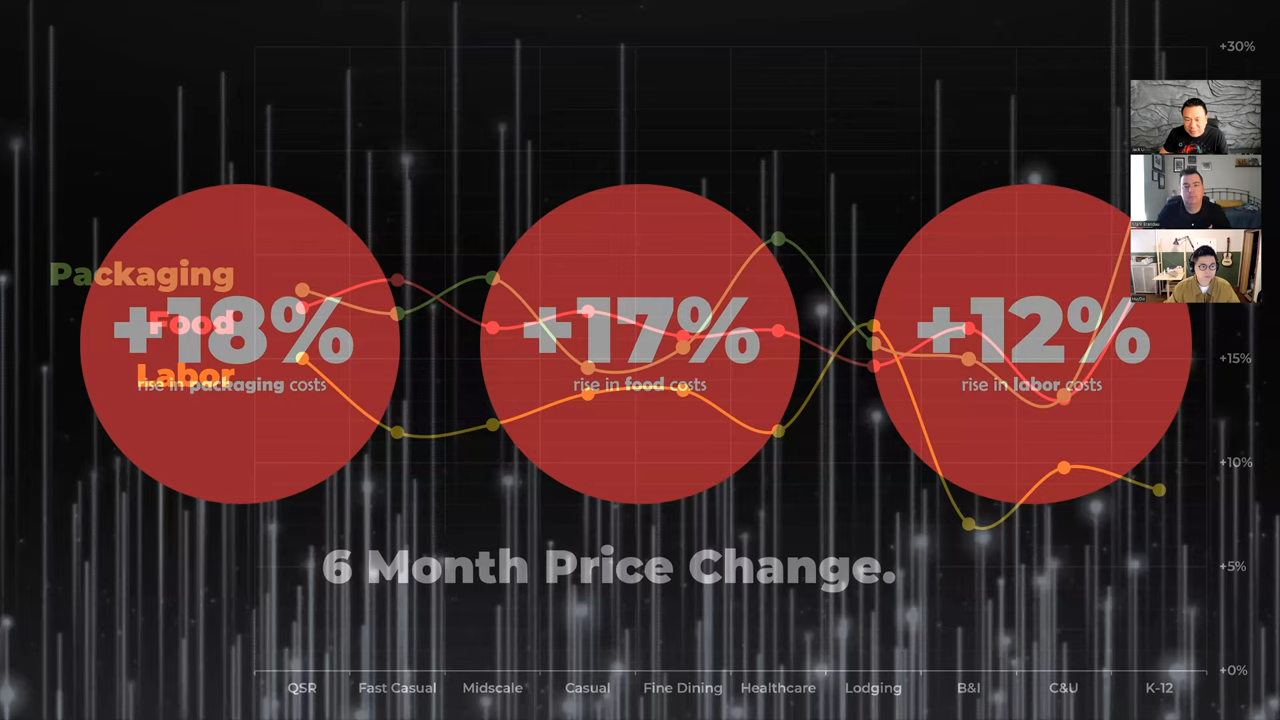 +30%
Packaging
Food
Labor
+18%
rise in packaging costs
+17%
rise in food costs
+12%
rise in labor costs
+15%
+10%
6 Month Price Change.
+5%
+0%
QSR
Fast Casual
Midscale
Casual
Fine Dining
Healthcare
Lodging
B&I
C&U
K-12